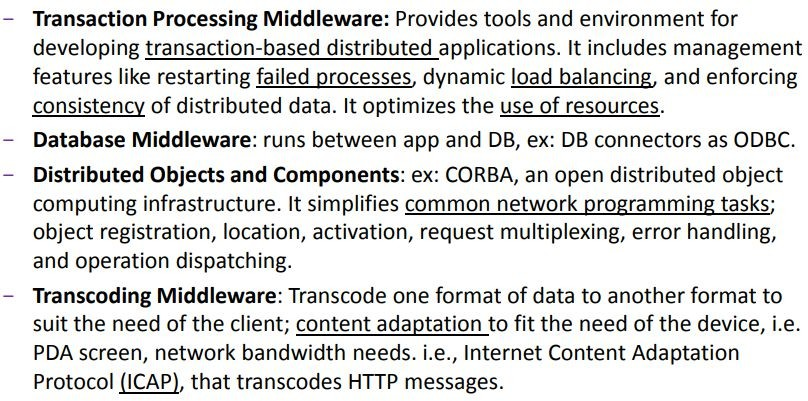 – Transaction Processing Middleware: Provides tools and environment for
developing transaction-based distributed applications. It includes management
features like restarting failed processes, dynamic load balancing, and enforcing
consistency of distributed data. It optimizes the use of resources.
– Database Middleware: runs between app and DB, ex: DB connectors as ODBC.
– Distributed Objects and Components: ex: CORBA, an open distributed object
computing infrastructure. It simplifies common network programming tasks;
object registration, location, activation, request multiplexing, error handling,
and operation dispatching.
– Transcoding Middleware: Transcode one format of data to another format to
suit the need of the client; content adaptation to fit the need of the device, i.e.
PDA screen, network bandwidth needs. i.e., Internet Content Adaptation
Protocol (ICAP), that transcodes HTTP messages.